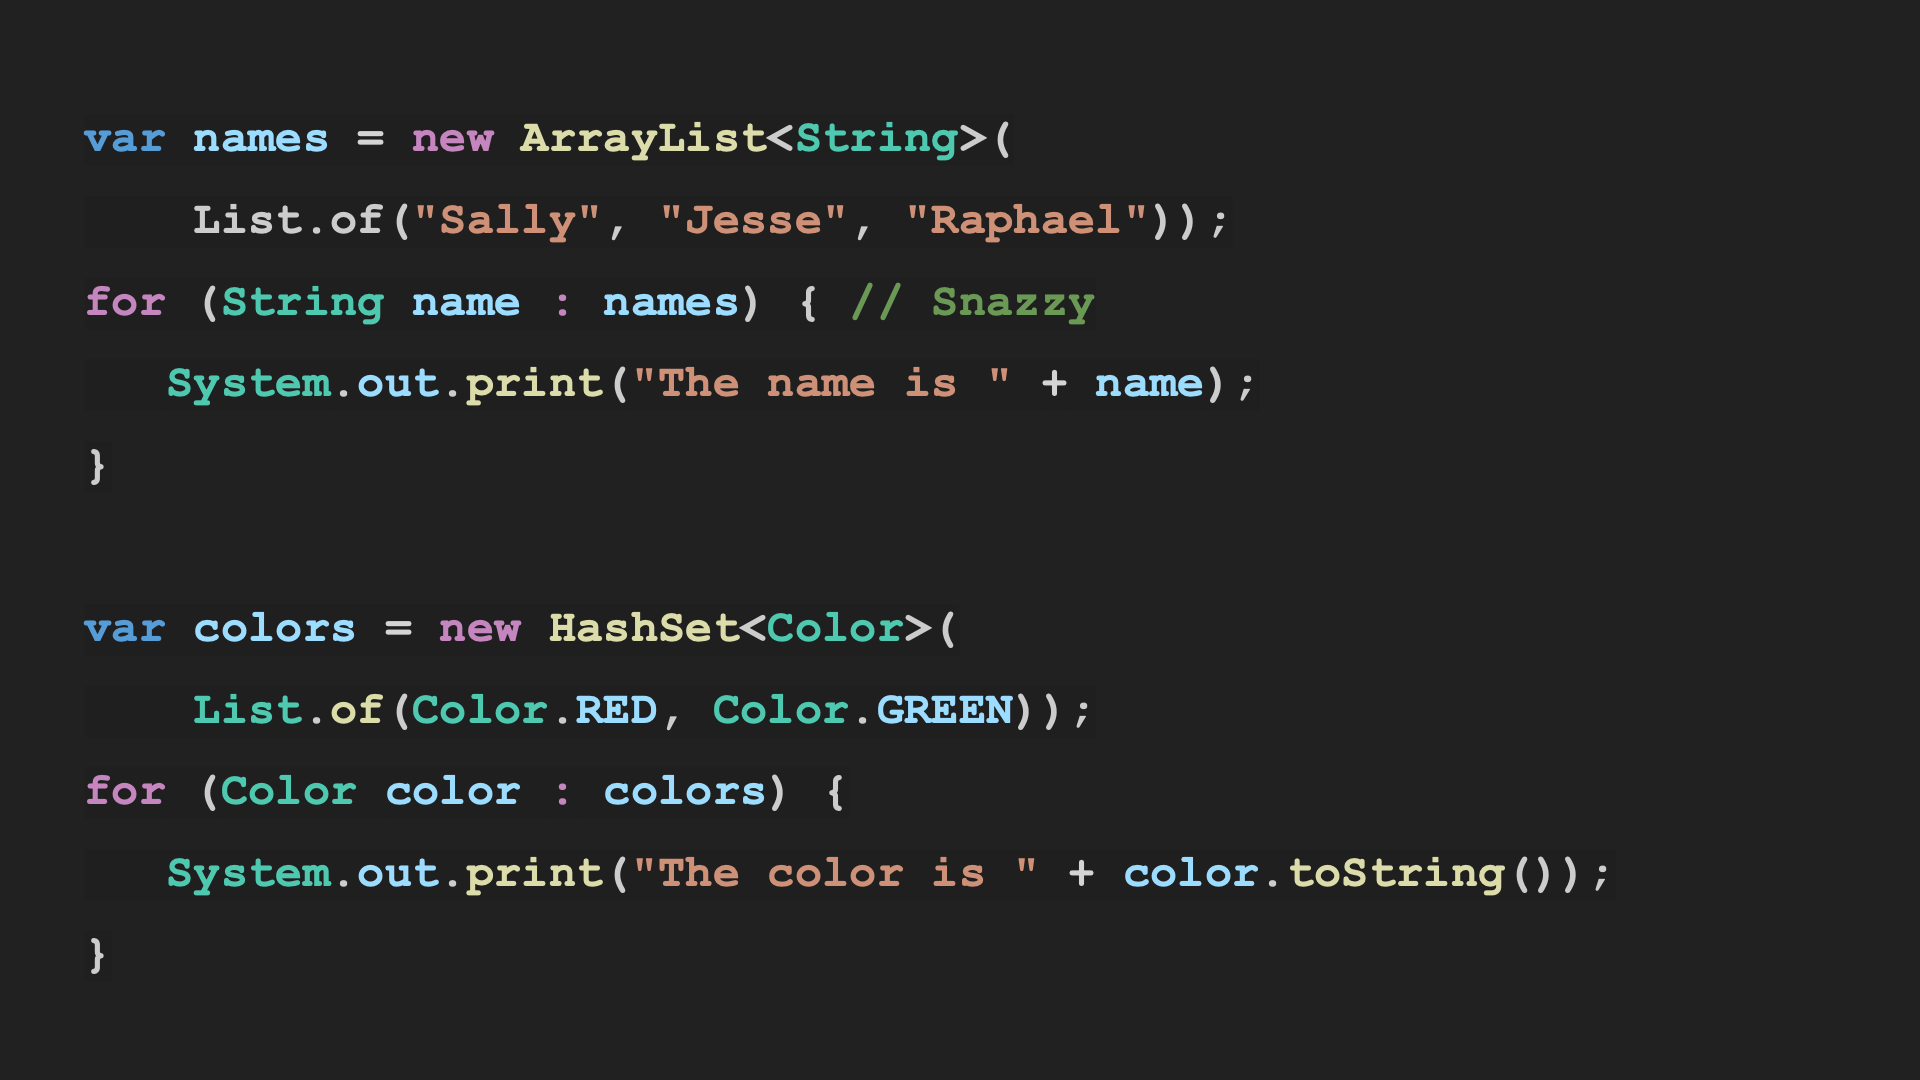 var names = new ArrayList<String>(
    List.of("Sally", "Jesse", "Raphael"));
for (String name : names) { // Snazzy
   System.out.print("The name is " + name);
}

var colors = new HashSet<Color>(
    List.of(Color.RED, Color.GREEN));
for (Color color : colors) {
   System.out.print("The color is " + color.toString());
}